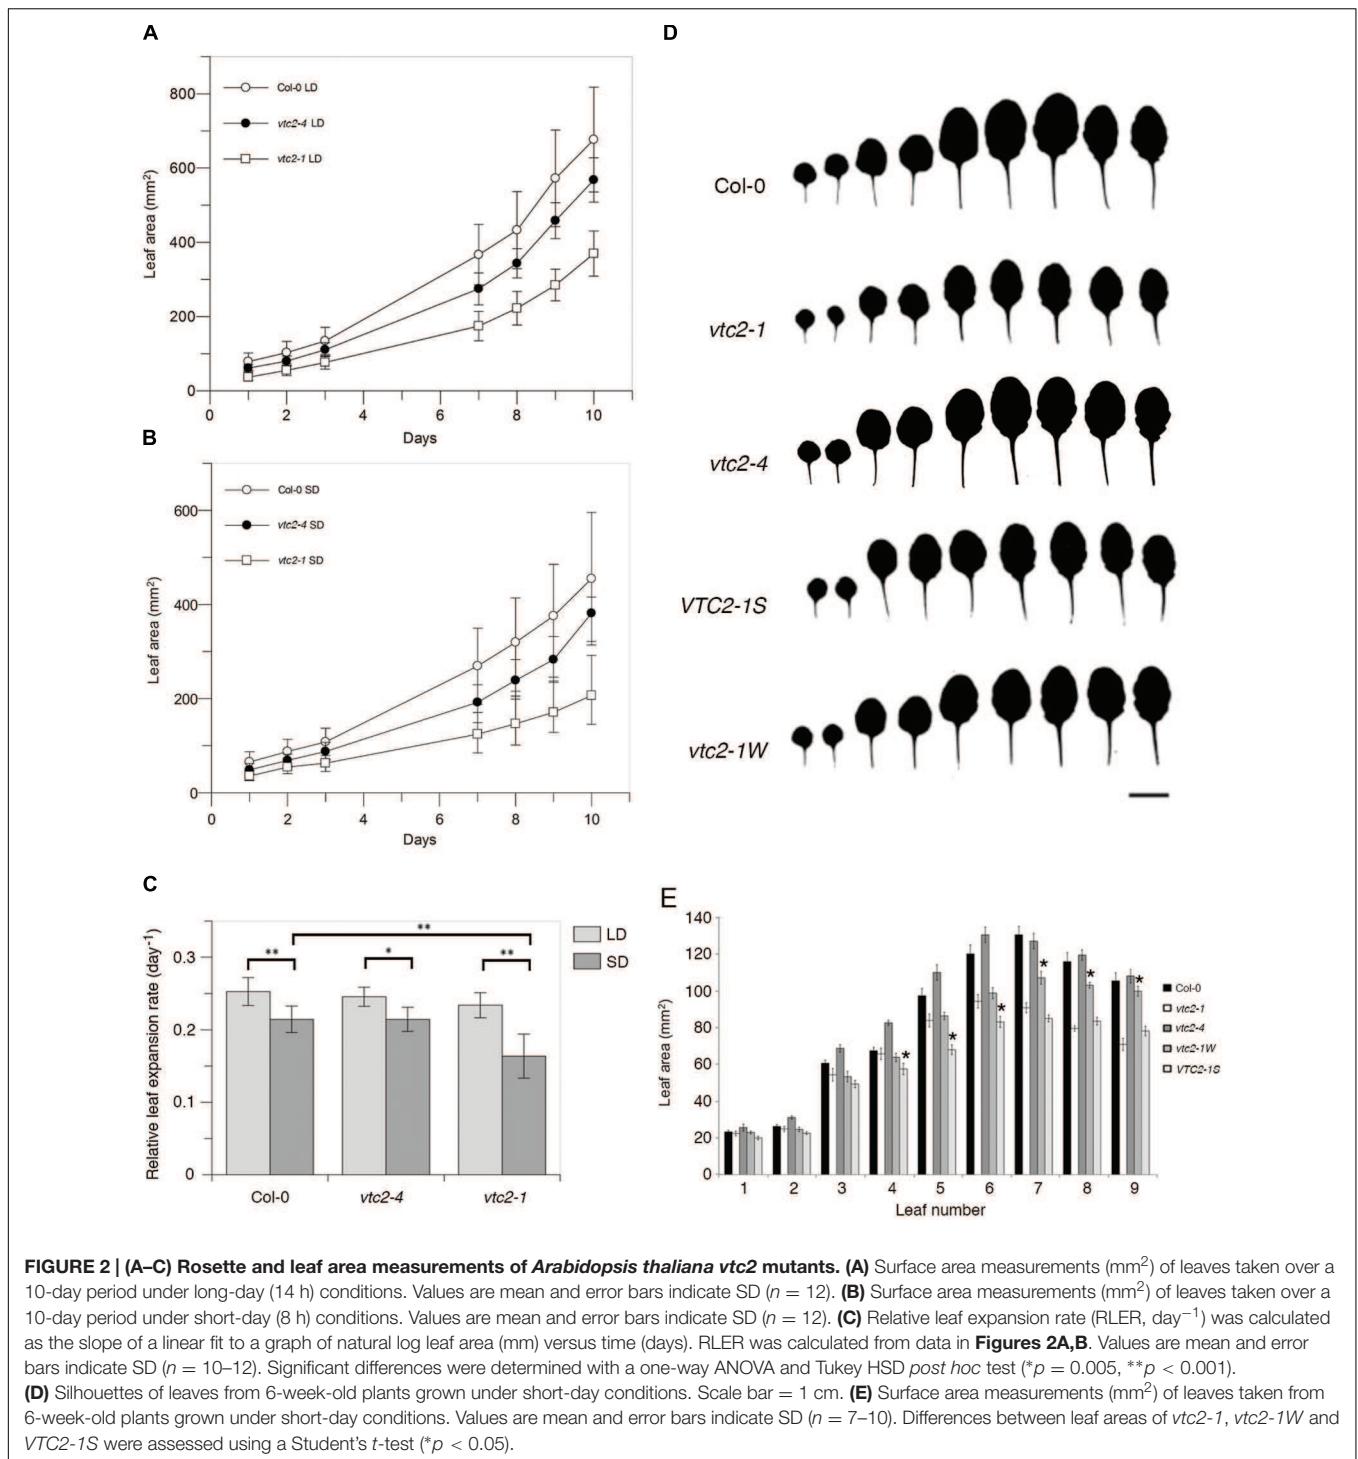 A
Col-0 LD
vtc2-4 LD
vtc2-1 LD
Leaf area (mm²)
800
600
400
200
0
0 2 4 6 8 10
Days
B
Col-0 SD
vtc2-4 SD
vtc2-1 SD
Leaf area (mm²)
600
400
200
0
0 2 4 6 8 10
Days
C
Relative leaf expansion rate (day⁻¹)
0.3
0.2
0.1
0
** * ** **
LD
SD
Col-0 vtc2-4 vtc2-1
D
Col-0
vtc2-1
vtc2-4
VTC2-1S
vtc2-1W
E
Leaf area (mm²)
140
120
100
80
60
40
20
0
* * * * * *
1 2 3 4 5 6 7 8 9
Leaf number
Col-0
vtc2-1
vtc2-4
vtc2-1W
VTC2-1S
FIGURE 2 | (A–C) Rosette and leaf area measurements of Arabidopsis thaliana vtc2 mutants. (A) Surface area measurements (mm²) of leaves taken over a
10-day period under long-day (14 h) conditions. Values are mean and error bars indicate SD (n = 12). (B) Surface area measurements (mm²) of leaves taken over a
10-day period under short-day (8 h) conditions. Values are mean and error bars indicate SD (n = 12). (C) Relative leaf expansion rate (RLER, day⁻¹) was calculated
as the slope of a linear fit to a graph of natural log leaf area (mm) versus time (days). RLER was calculated from data in Figures 2A,B. Values are mean and error
bars indicate SD (n = 10–12). Significant differences were determined with a one-way ANOVA and Tukey HSD post hoc test (*p = 0.005, **p < 0.001).
(D) Silhouettes of leaves from 6-week-old plants grown under short-day conditions. Scale bar = 1 cm. (E) Surface area measurements (mm²) of leaves taken from
6-week-old plants grown under short-day conditions. Values are mean and error bars indicate SD (n = 7–10). Differences between leaf areas of vtc2-1, vtc2-1W and
VTC2-1S were assessed using a Student's t-test (*p < 0.05).